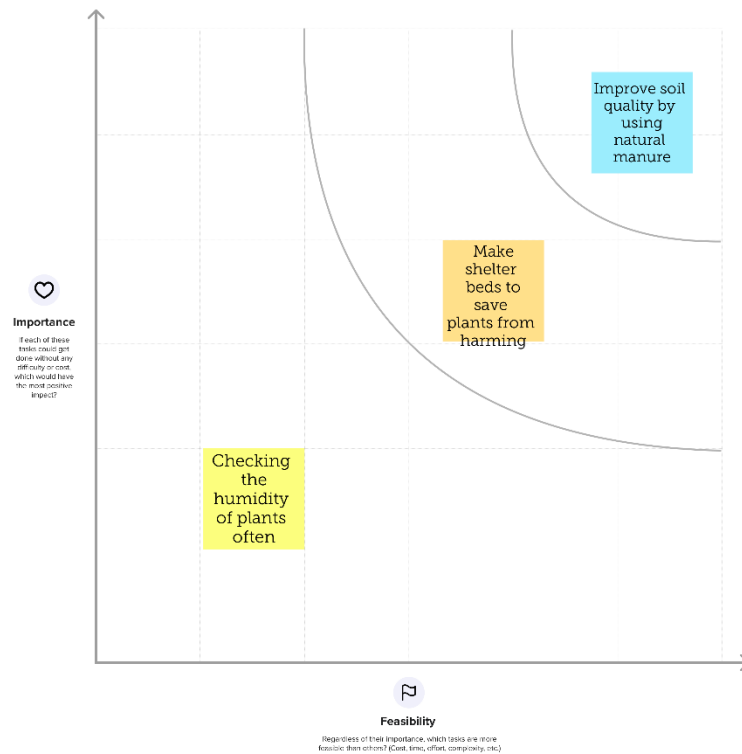 Improve soil
quality by
using
natural
manure
Make
shelter
beds to
save
plants from
harming
Importance
If each of these
tasks could get
done without any
difficulty or cost,
which would have
the most positive
impact?
Checking
the
humidity
of plants
often
Feasibility
Regardless of their importance, which tasks are more
feasible than others? (Cost, time, effort, complexity, etc.)